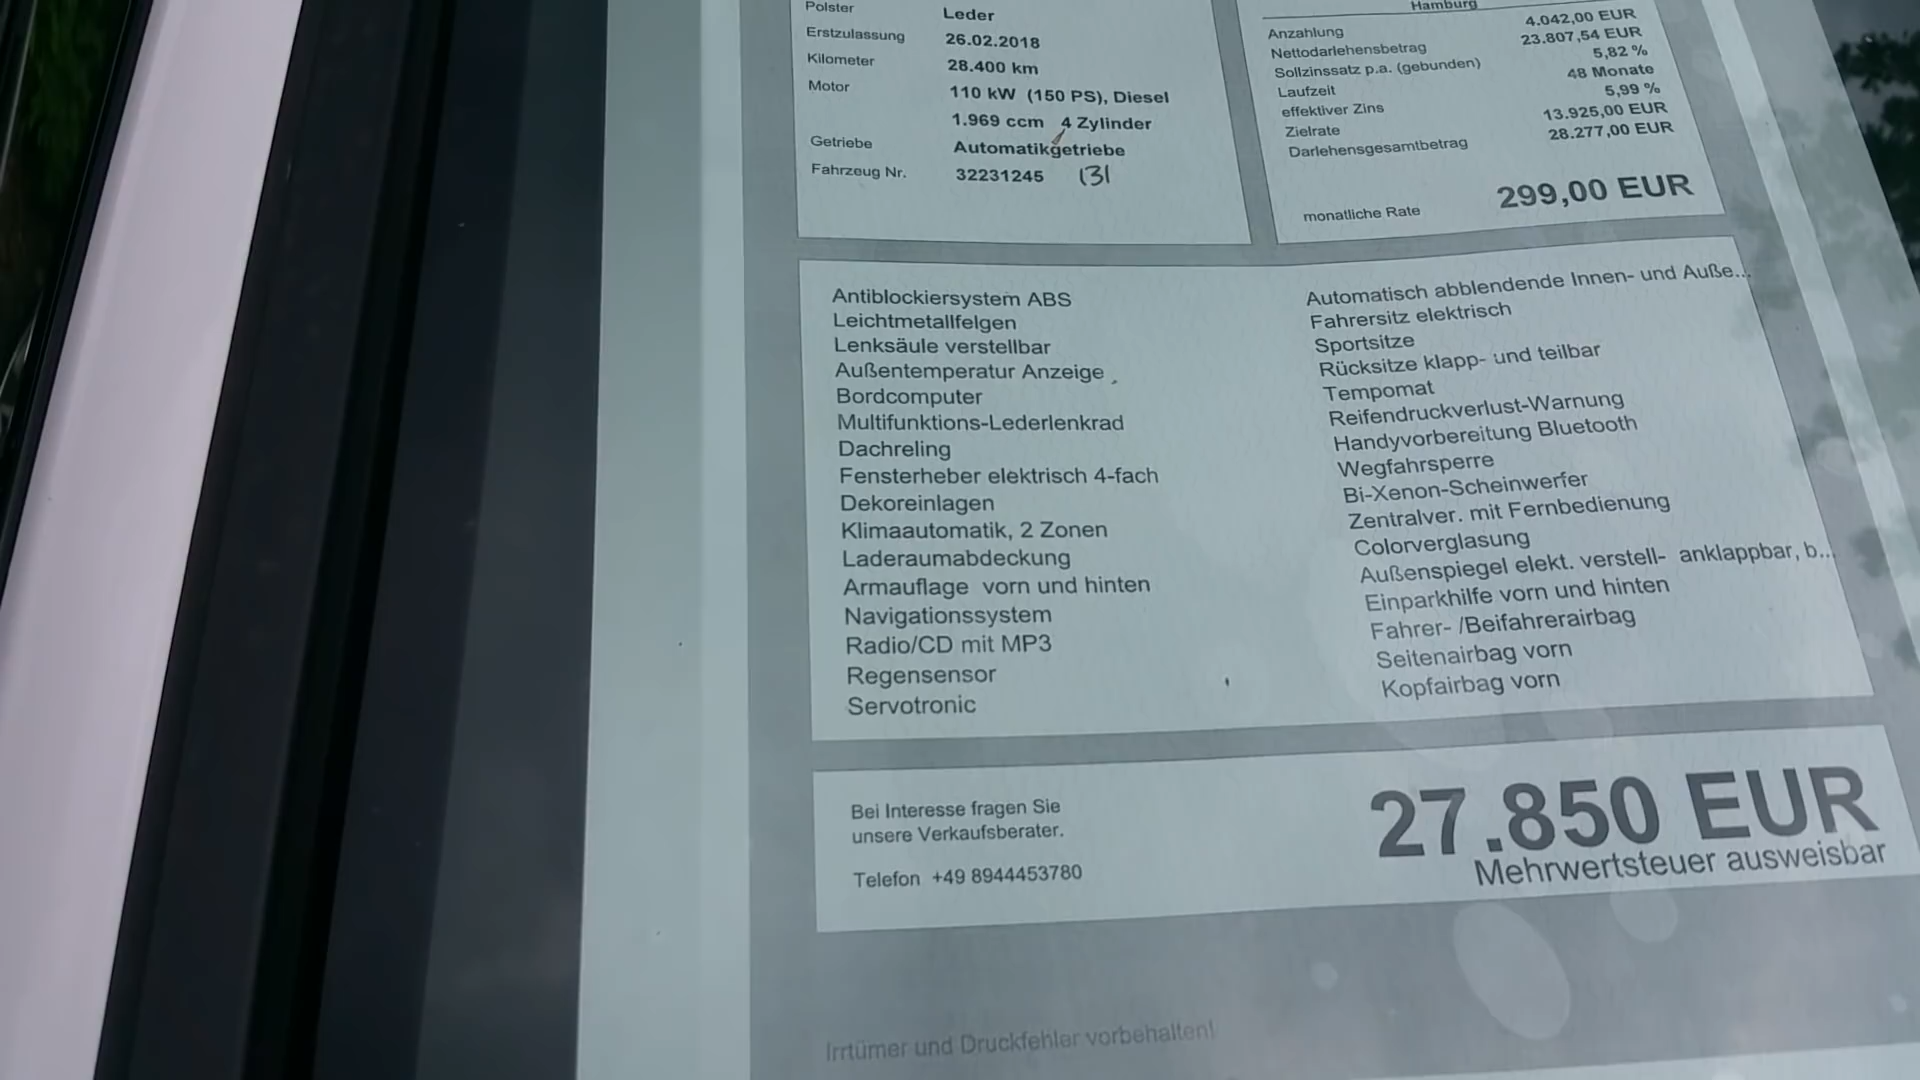 Polster Leder
Erstzulassung 26.02.2018
Kilometer 28.400 km
Motor 110 kW (150 PS), Diesel
1.969 ccm 4 Zylinder
Getriebe Automatikgetriebe
Fahrzeug Nr. 32231245 131
Hamburg
Anzahlung 4.042,00 EUR
Nettodarlehensbetrag 23.807,54 EUR
Sollzinssatz p.a. (gebunden) 5,82 %
Laufzeit 48 Monate
effektiver Zins 5,99 %
Zielrate 13.925,00 EUR
Darlehensgesamtbetrag 28.277,00 EUR
monatliche Rate 299,00 EUR
Antiblockiersystem ABS
Leichtmetallfelgen
Lenksäule verstellbar
Außentemperatur Anzeige
Bordcomputer
Multifunktions-Lederlenkrad
Dachreling
Fensterheber elektrisch 4-fach
Dekoreinlagen
Klimaautomatik, 2 Zonen
Laderaumabdeckung
Armauflage vorn und hinten
Navigationssystem
Radio/CD mit MP3
Regensensor
Servotronic
Automatisch abblendende Innen- und Auße...
Fahrersitz elektrisch
Sportsitze
Rücksitze klapp- und teilbar
Tempomat
Reifendruckverlust-Warnung
Handyvorbereitung Bluetooth
Wegfahrsperre
Bi-Xenon-Scheinwerfer
Zentralver. mit Fernbedienung
Colorverglasung
Außenspiegel elekt. verstell- anklappbar, b...
Einparkhilfe vorn und hinten
Fahrer- /Beifahrerairbag
Seitenairbag vorn
Kopfairbag vorn
Bei Interesse fragen Sie
unsere Verkaufsberater.
Telefon +49 8944453780
27.850 EUR
Mehrwertsteuer ausweisbar
Irrtümer und Druckfehler vorbehalten!